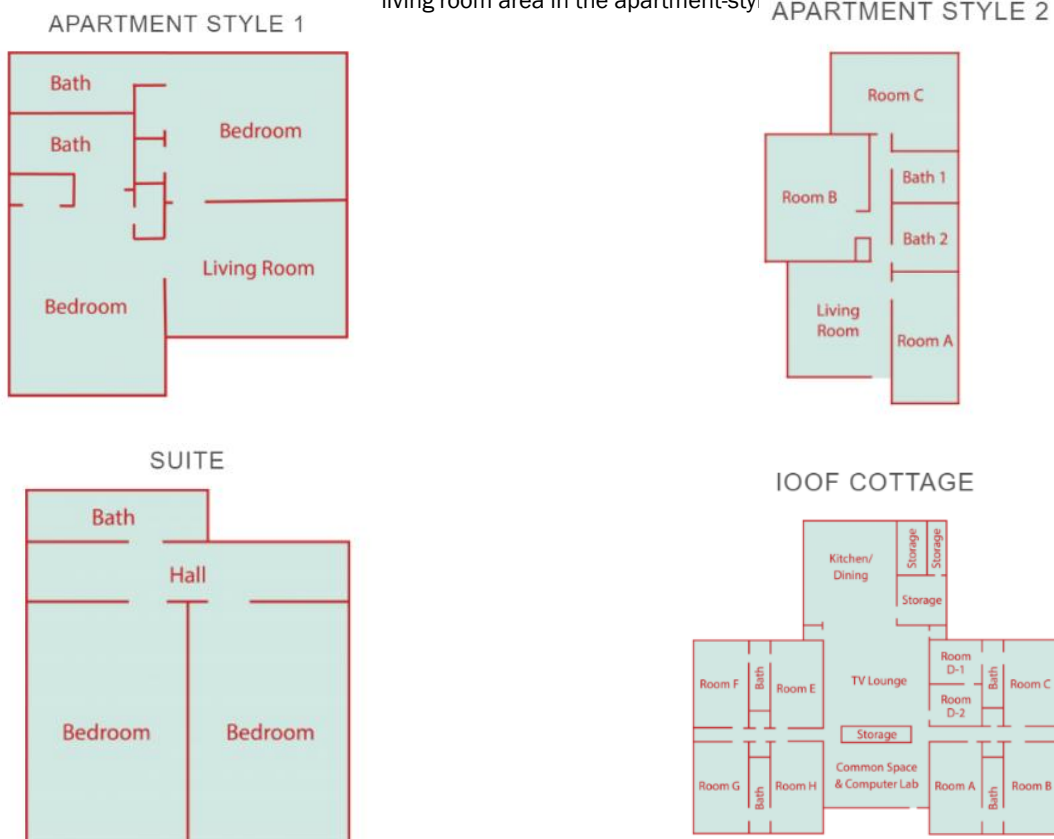 living room area in the apartment-
APARTMENT STYLE 1
Bath
Bath
Bedroom
Living Room
Bedroom
APARTMENT STYLE 2
Room C
Bath 1
Room B
Bath 2
Living
Room
Room A
SUITE
Bath
Hall
Bedroom
Bedroom
IOOF COTTAGE
Kitchen/
Dining
Storage
Storage
Storage
Room F
Bath
Room E
TV Lounge
Room
D-1
Room
D-2
Bath
Room C
Storage
Common Space
& Computer Lab
Room G
Bath
Room H
Room A
Bath
Room B